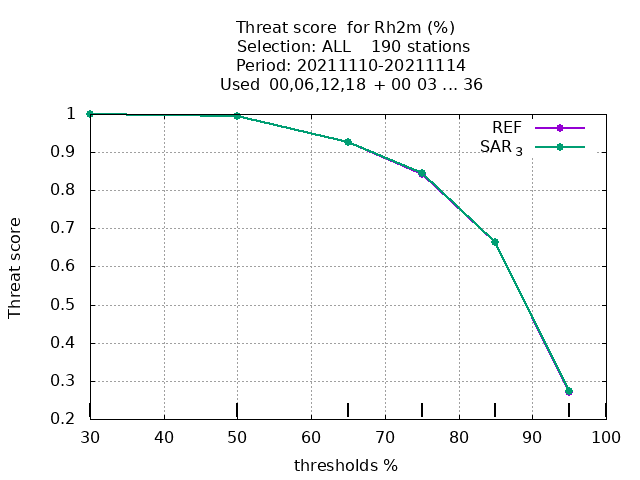 Threat score for Rh2m (%)
Selection: ALL 190 stations
Period: 20211110-20211114
Used 00,06,12,18 + 00 03 ... 36
REF
SAR 3
1
0.9
0.8
0.7
0.6
0.5
0.4
0.3
0.2
Threat score
30 40 50 60 70 80 90 100
thresholds %